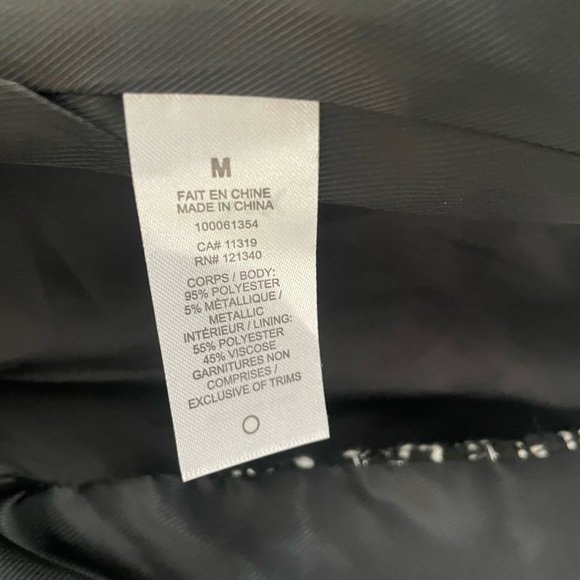 M
FAIT EN CHINE
MADE IN CHINA
100061354
CA# 11319
RN# 121340
CORPS / BODY:
95% POLYESTER
5% MÉTALLIQUE /
METALLIC
INTÉRIEUR / LINING:
55% POLYESTER
45% VISCOSE
GARNITURES NON
COMPRISES /
EXCLUSIVE OF TRIMS